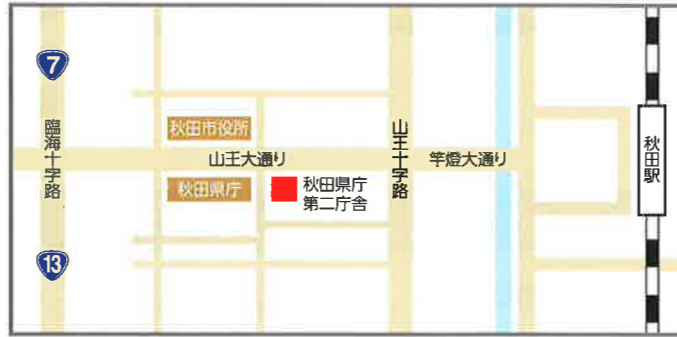 7
臨海十字路
秋田市役所
山王大通り
秋田県庁
秋田県庁
第二庁舎
山王十字路
竿燈大通り
秋田駅
13